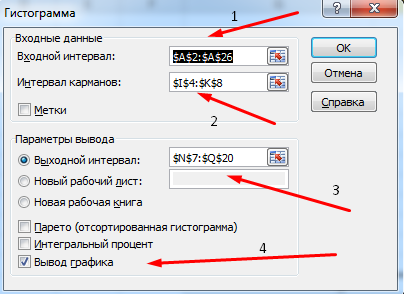 Гистограмма
1
Входные данные
Входной интервал: $A$2:$A$26
Интервал карманов: $I$4:$K$8
Метки
2
OK
Отмена
Справка
Параметры вывода
Выходной интервал: $N$7:$Q$20
Новый рабочий лист:
Новая рабочая книга
3
Парето (отсортированная гистограмма)
Интегральный процент
Вывод графика
4